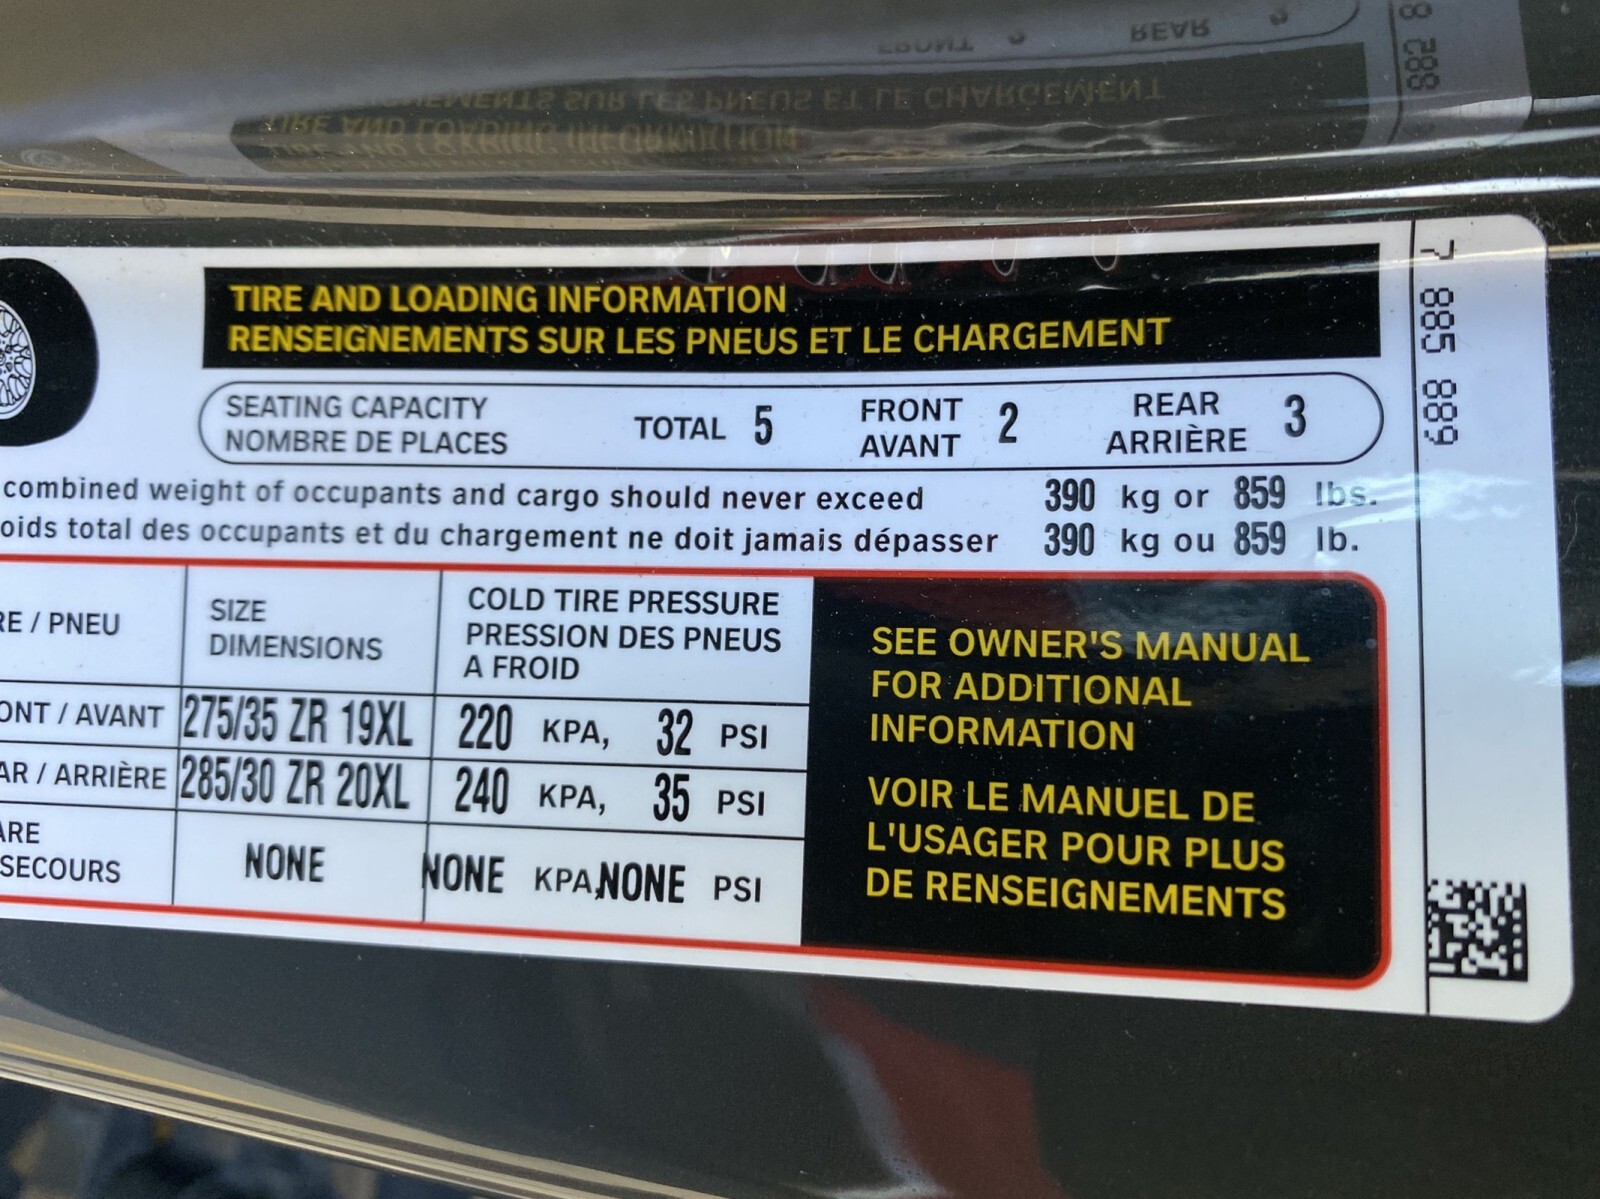 TIRE AND LOADING INFORMATION
RENSEIGNEMENTS SUR LES PNEUS ET LE CHARGEMENT
SEATING CAPACITY
NOMBRE DE PLACES
TOTAL 5
FRONT
AVANT 2
REAR
ARRIÈRE 3
combined weight of occupants and cargo should never exceed 390 kg or 859 lbs.
oids total des occupants et du chargement ne doit jamais dépasser 390 kg ou 859 lb.
RE / PNEU
SIZE
DIMENSIONS
COLD TIRE PRESSURE
PRESSION DES PNEUS
A FROID
ONT / AVANT 275/35 ZR 19XL 220 KPA, 32 PSI
AR / ARRIÈRE 285/30 ZR 20XL 240 KPA, 35 PSI
ARE
SECOURS NONE NONE KPA, NONE PSI
SEE OWNER'S MANUAL
FOR ADDITIONAL
INFORMATION
VOIR LE MANUEL DE
L'USAGER POUR PLUS
DE RENSEIGNEMENTS
7 885 889